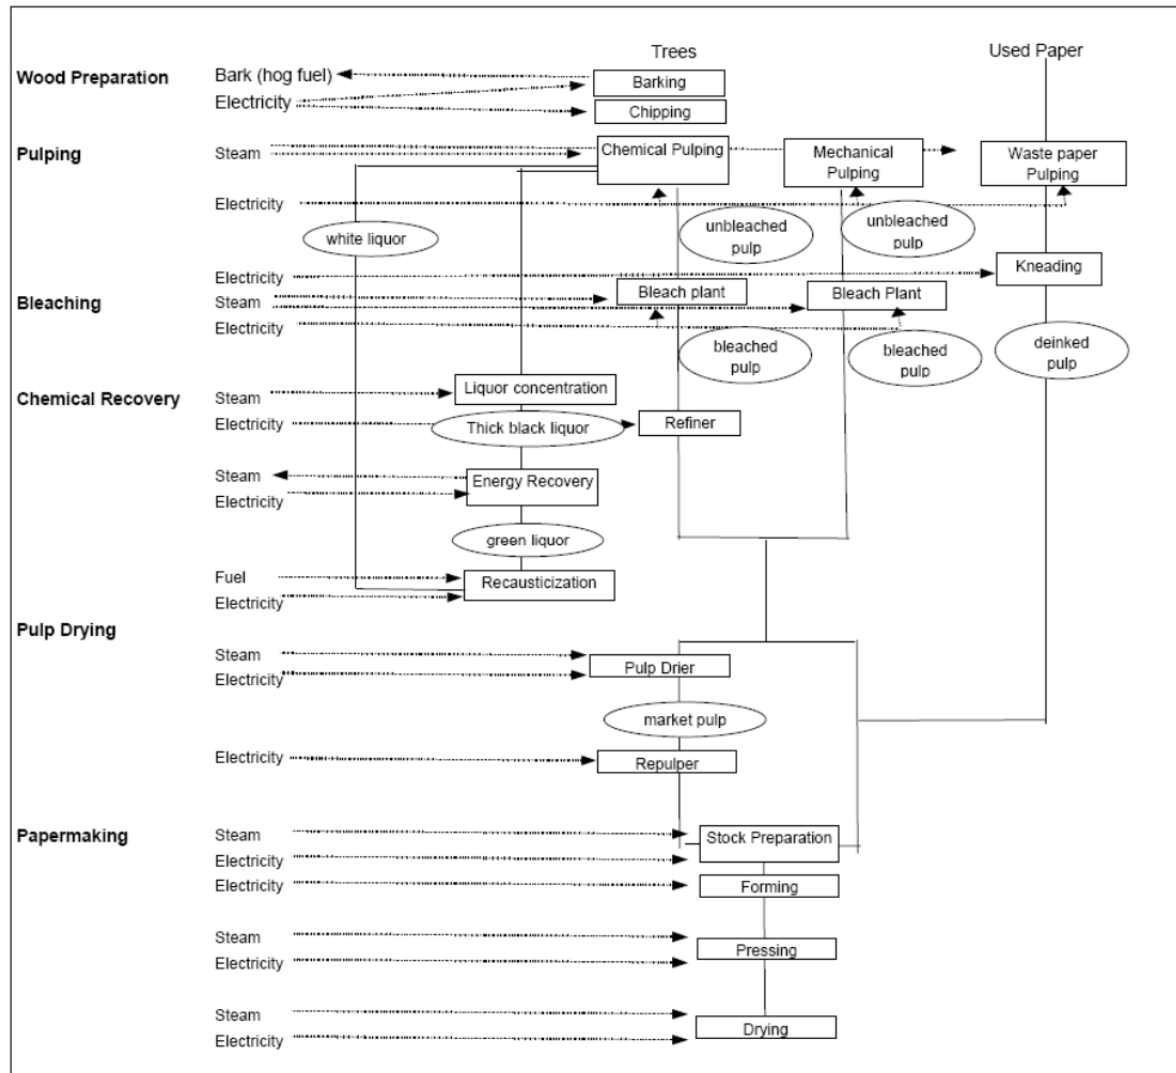 Trees
Used Paper
Wood Preparation
Bark (hog fuel)
Barking
Electricity
Chipping
Pulping
Steam
Chemical Pulping
Mechanical
Pulping
Waste paper
Pulping
Electricity
unbleached
pulp
unbleached
pulp
white liquor
Electricity
Kneading
Bleaching
Steam
Bleach plant
Bleach Plant
Electricity
bleached
pulp
bleached
pulp
deinked
pulp
Chemical Recovery
Steam
Liquor concentration
Electricity
Thick black liquor
Refiner
Steam
Energy Recovery
Electricity
green liquor
Fuel
Recausticization
Electricity
Pulp Drying
Steam
Pulp Drier
Electricity
market pulp
Electricity
Repulper
Papermaking
Steam
Stock Preparation
Electricity
Electricity
Forming
Steam
Pressing
Electricity
Steam
Drying
Electricity